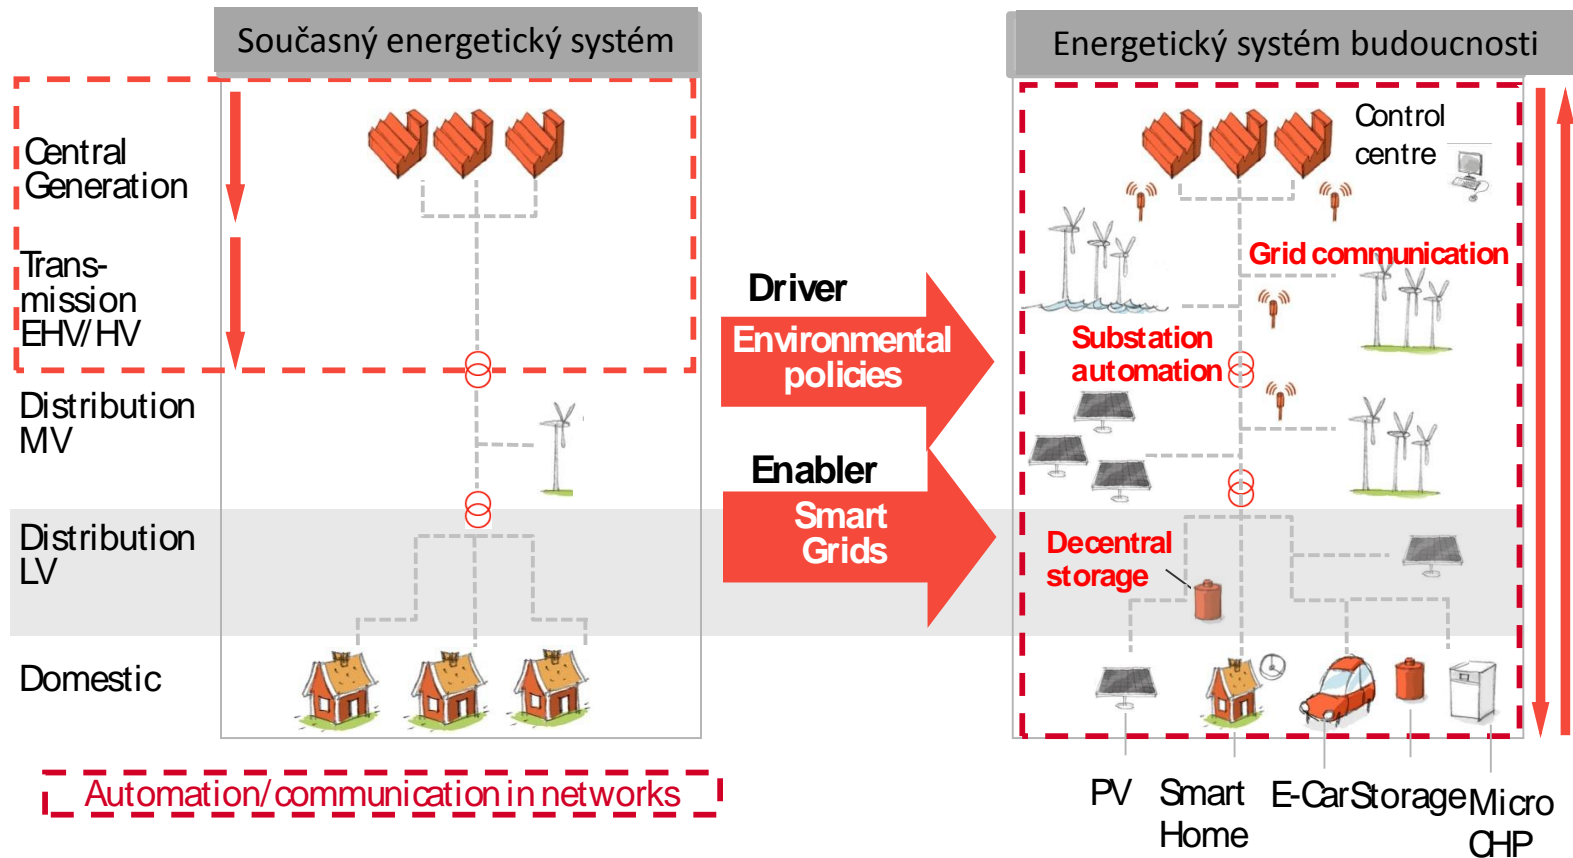 Současný energetický systém
Energetický systém budoucnosti
Central
Generation
Trans-
mission
EHV/HV
Distribution
MV
Distribution
LV
Domestic
Driver
Environmental
policies
Enabler
Smart
Grids
Control
centre
Grid communication
Substation
automation
Decentral
storage
PV
Smart
Home
E-Car
Storage
Micro
CHP
Automation/communication in networks